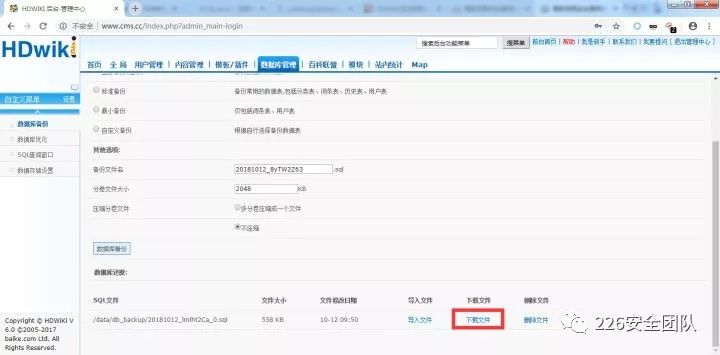 HDWiKi 后台-管理中心
不安全 | www.cms.cc/index.php?admin_main-login
HDwiki
搜索后台功能菜单 搜菜单 前台首页 | 帮助 | 我是新手 | 联系我们 | 我要提问 [ 退出管理中心 ]
首页 全局 用户管理 内容管理 模板/插件 数据库管理 百科联盟 模块 站内统计 Map
自定义菜单 设置
数据库备份
数据库优化
SQL查询窗口
数据存储设置
标准备份 备份常用的数据表,包括分类表、词条表、历史表、用户表
最小备份 仅包括词条表、用户表
自定义备份 根据自行选择备份数据表
其他选项:
备份文件名 20181012_8yTW2Z63 .sql
分卷文件大小 2048 KB
压缩分卷文件 多分卷压缩成一个文件
不压缩
数据库备份
数据库还原:
SQL文件 文件大小 文件修改日期 导入文件 下载文件 删除文件
/data/db_backup/20181012_lmlht2Ca_0.sql 558 KB 10-12 09:50 导入文件 下载文件 删除文件
Copyright © HDWiKi V
6.0 ©2005-2017
baike.com Ltd. All
Rights Reserved.
226安全团队